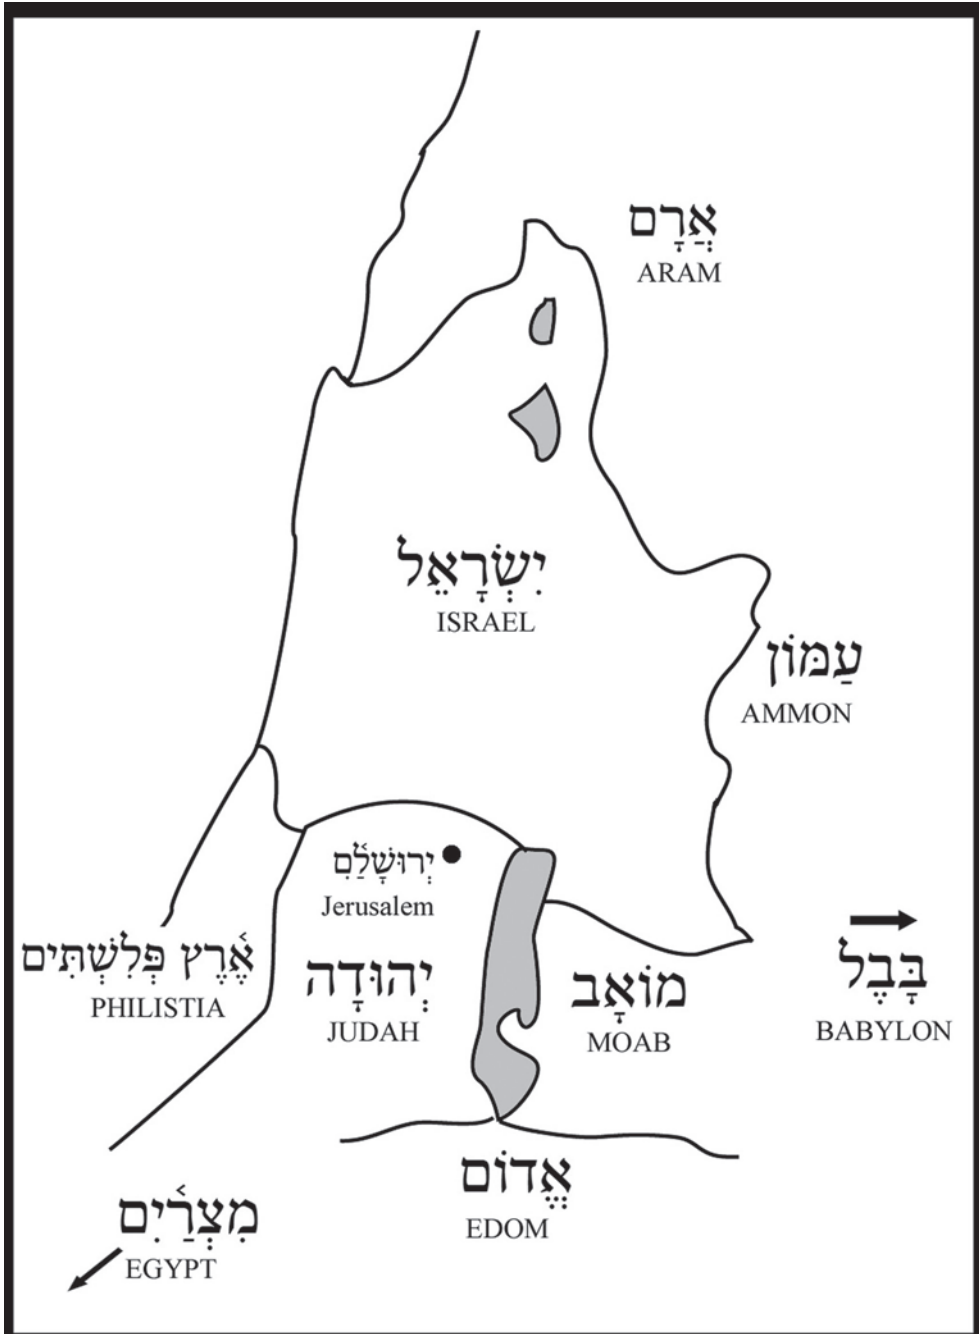 אֲרָם
ARAM
יִשְׂרָאֵל
ISRAEL
עַמּוֹן
AMMON
יְרוּשָׁלַ֫םִ
Jerusalem
אֶ֫רֶץ פְּלִשְׁתִּים
PHILISTIA
יְהוּדָה
JUDAH
מוֹאָב
MOAB
בָּבֶל
BABYLON
אֱדוֹם
EDOM
מִצְרַ֫יִם
EGYPT